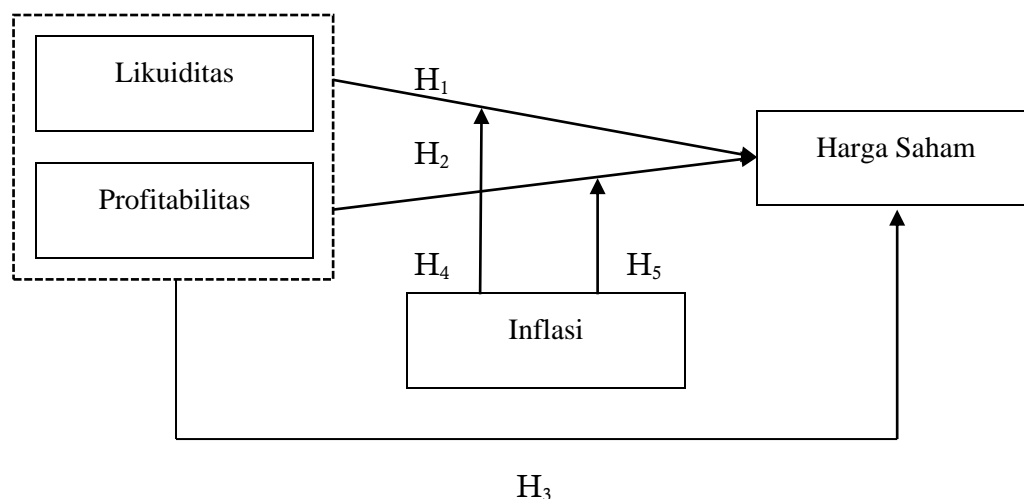 Likuiditas
H₁
Harga Saham
H₂
Profitabilitas
H₄
H₅
Inflasi
H₃